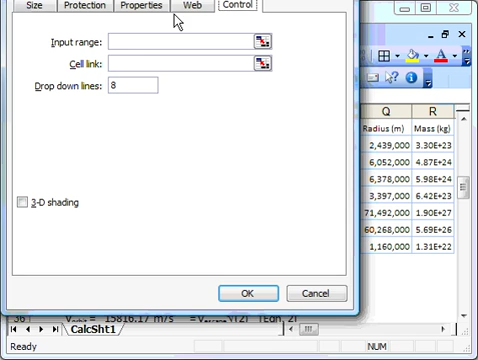 Size Protection Properties Web Control
Input range:
Cell link:
Drop down lines: 8
3-D shading
OK Cancel
Q R
Radius (m) Mass (kg)
2,439,000 3.30E+23
6,052,000 4.87E+24
6,378,000 5.98E+24
3,397,000 6.42E+23
71,492,000 1.90E+27
60,268,000 5.69E+26
1,160,000 1.31E+22
36 15816.17 m/s
CalcSht1
Ready NUM